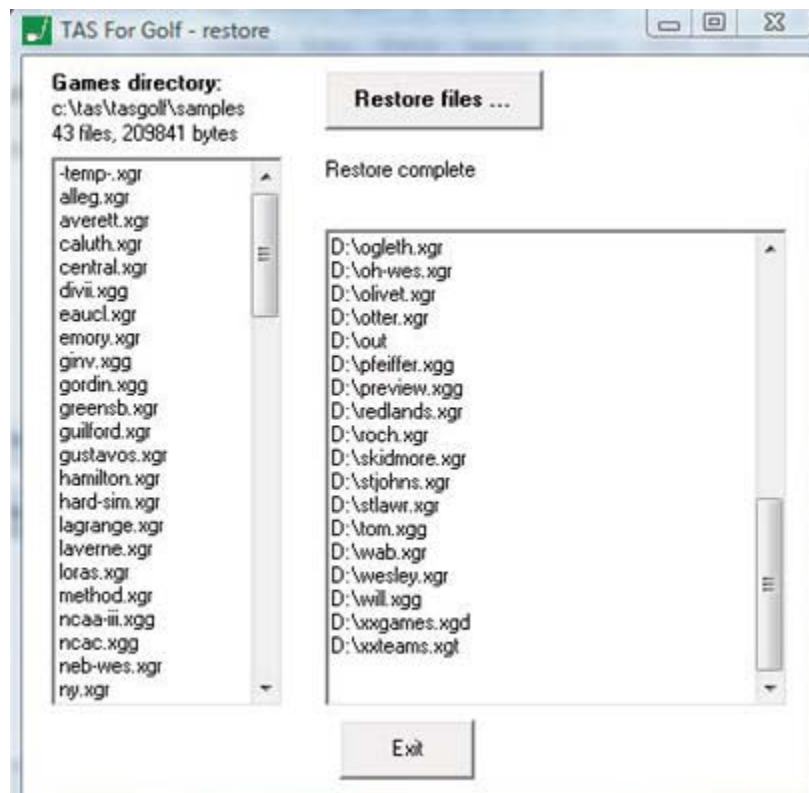 TAS For Golf - restore
Games directory:
c:\tas\tasgolf\samples
43 files, 209841 bytes
-temp-.xgr
alleg.xgr
averett.xgr
caluth.xgr
central.xgr
divii.xgg
eaucl.xgr
emory.xgr
ginv.xgg
gordin.xgg
greensb.xgr
guilford.xgr
gustavos.xgr
hamilton.xgr
hard-sim.xgr
lagrange.xgr
laverne.xgr
loras.xgr
method.xgr
ncaa-iii.xgg
ncac.xgg
neb-wes.xgr
ny.xgr
Restore files ...
Restore complete
D:\ogleth.xgr
D:\oh-wes.xgr
D:\olivet.xgr
D:\otter.xgr
D:\out
D:\pfeiffer.xgg
D:\preview.xgg
D:\redlands.xgr
D:\roch.xgr
D:\skidmore.xgr
D:\stjohns.xgr
D:\stlawr.xgr
D:\tom.xgg
D:\wab.xgr
D:\wesley.xgr
D:\will.xgg
D:\xxgames.xgd
D:\xxteams.xgt
Exit